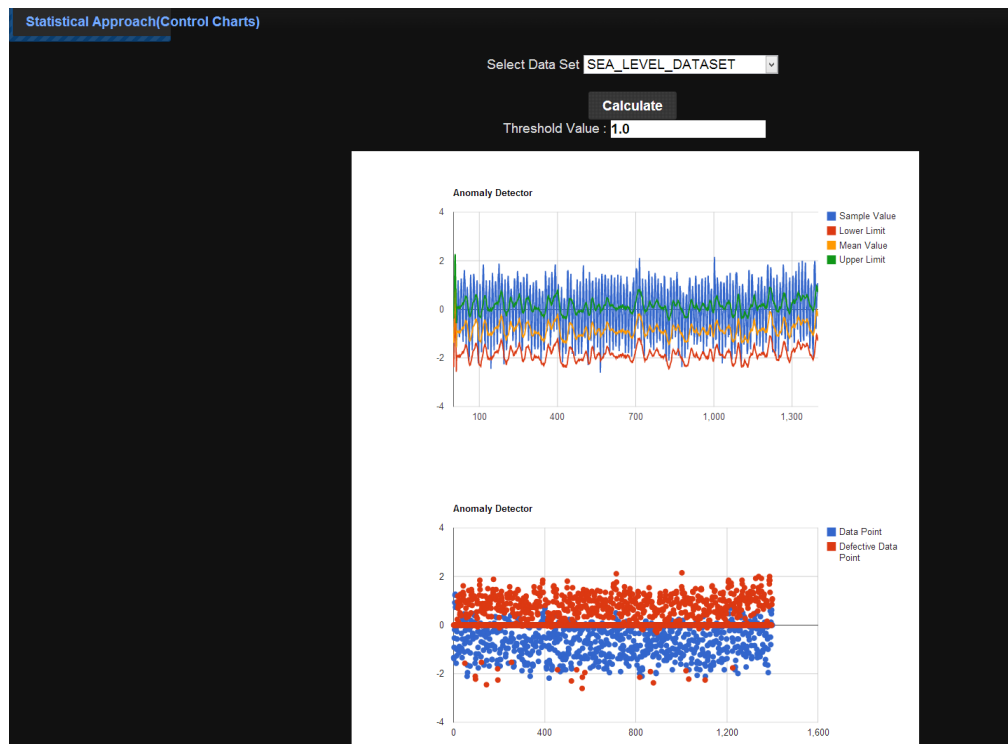 Statistical Approach(Control Charts)
Select Data Set SEA_LEVEL_DATASET
Calculate
Threshold Value : 1.0
Anomaly Detector
4
2
0
-2
-4
100 400 700 1,000 1,300
Sample Value
Lower Limit
Mean Value
Upper Limit
Anomaly Detector
4
2
0
-2
-4
0 400 800 1,200 1,600
Data Point
Defective Data
Point